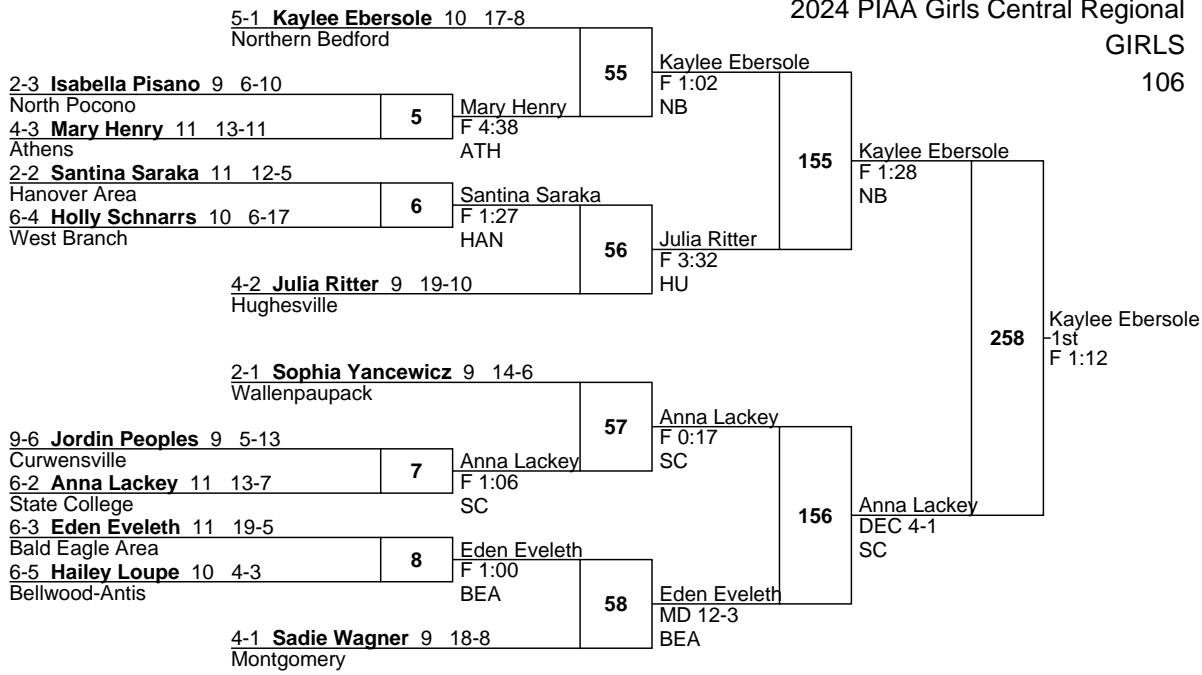 2024 PIAA Girls Central Regional
GIRLS
106
5-1 Kaylee Ebersole 10 17-8
Northern Bedford
2-3 Isabella Pisano 9 6-10
North Pocono
4-3 Mary Henry 11 13-11
Athens
2-2 Santina Saraka 11 12-5
Hanover Area
6-4 Holly Schnarrs 10 6-17
West Branch
4-2 Julia Ritter 9 19-10
Hughesville
2-1 Sophia Yancewicz 9 14-6
Wallenpaupack
9-6 Jordin Peoples 9 5-13
Curwensville
6-2 Anna Lackey 11 13-7
State College
6-3 Eden Eveleth 11 19-5
Bald Eagle Area
6-5 Hailey Loupe 10 4-3
Bellwood-Antis
4-1 Sadie Wagner 9 18-8
Montgomery
5
Mary Henry
F 4:38
ATH
6
Santina Saraka
F 1:27
HAN
7
Anna Lackey
F 1:06
SC
8
Eden Eveleth
F 1:00
BEA
55
Kaylee Ebersole
F 1:02
NB
56
Julia Ritter
F 3:32
HU
57
Anna Lackey
F 0:17
SC
58
Eden Eveleth
MD 12-3
BEA
155
Kaylee Ebersole
F 1:28
NB
156
Anna Lackey
DEC 4-1
SC
258
Kaylee Ebersole
1st
F 1:12